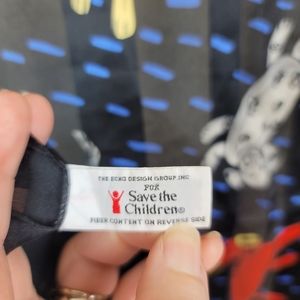 THE ECHO DESIGN GROUP, INC
FOR
Save the
Children®
FIBER CONTENT ON REVERSE SIDE